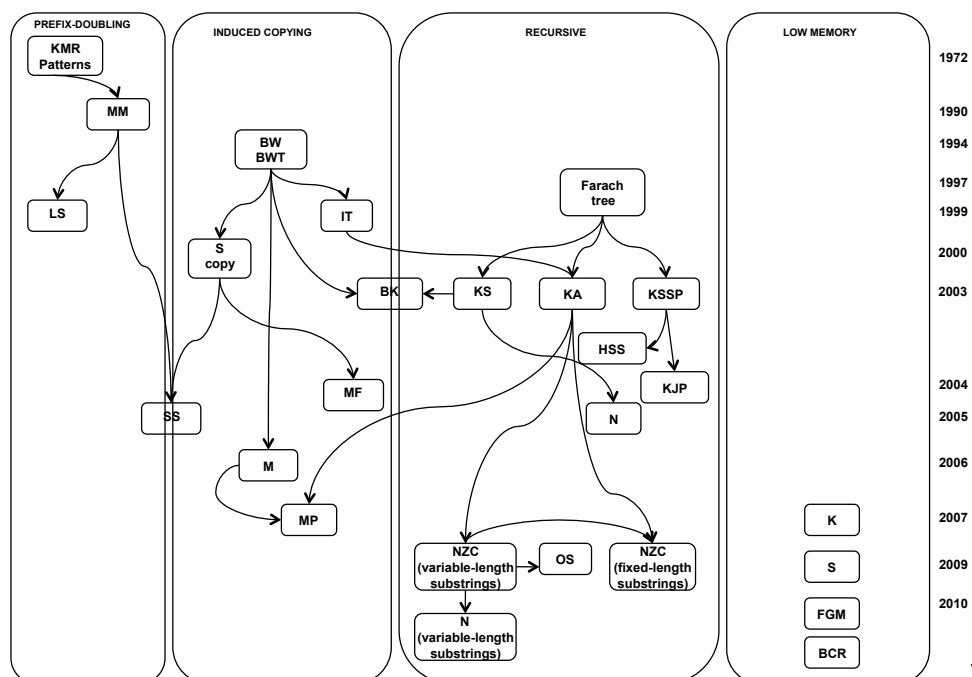 PREFIX-DOUBLING
INDUCED COPYING
RECURSIVE
LOW MEMORY
KMR
Patterns
1972
MM
1990
BW
BWT
1994
1997
Farach
tree
LS
IT
1999
S
copy
2000
BK
KS
KA
KSSP
2003
HSS
MF
KJP
2004
SS
N
2005
M
2006
MP
K
2007
NZC
(variable-length
substrings)
OS
NZC
(fixed-length
substrings)
S
2009
2010
N
(variable-length
substrings)
FGM
BCR